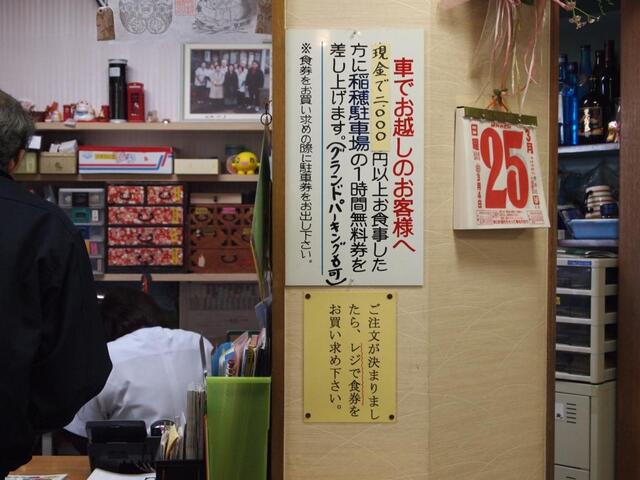 車でお越しのお客様へ
現金で二〇〇〇円以上お食事した
方に稲穂駐車場の1時間無料券を
差し上げます。(グランドパーキングも可)
※食券をお買い求めの際に駐車券をお出し下さい。
ご注文が決まりまし
たら、レジで食券を
お買い求め下さい。
3月
25
日曜